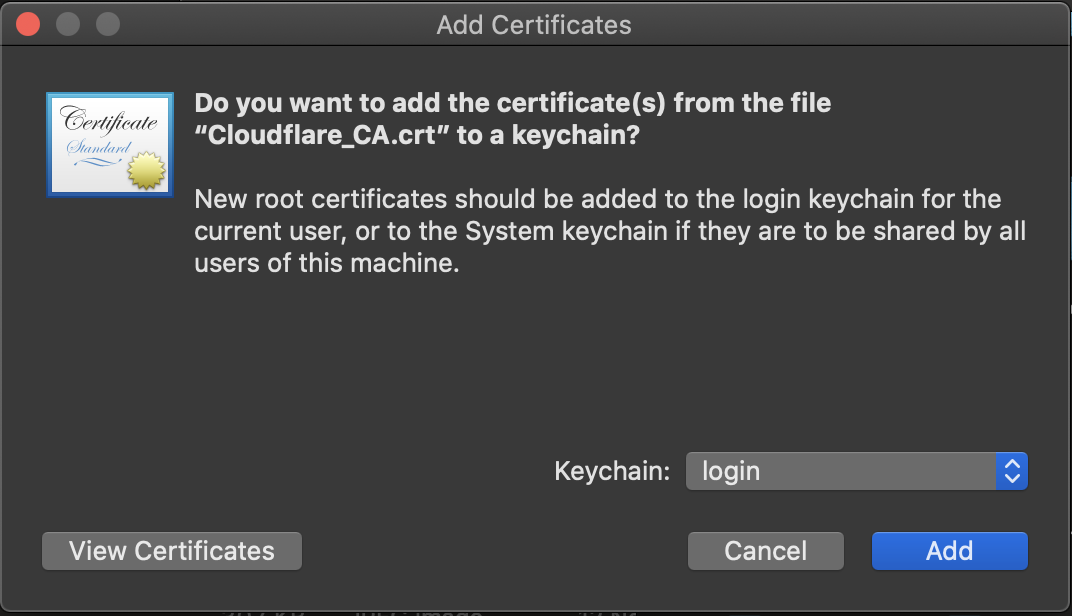 Add Certificates
Certificate
Standard
Do you want to add the certificate(s) from the file
“Cloudflare_CA.crt” to a keychain?
New root certificates should be added to the login keychain for the
current user, or to the System keychain if they are to be shared by all
users of this machine.
Keychain: login
View Certificates Cancel Add